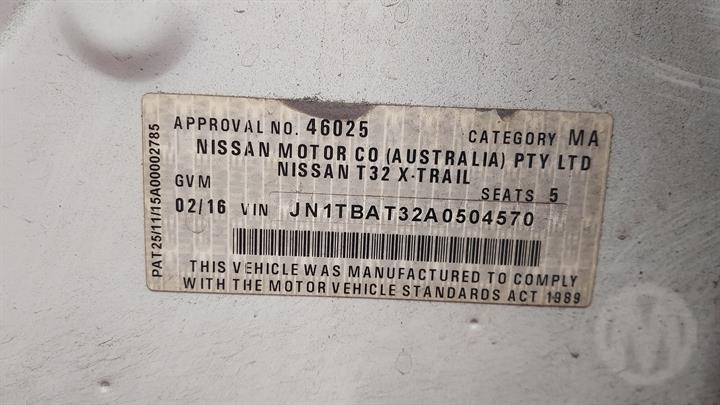 APPROVAL NO. 46025 CATEGORY MA
NISSAN MOTOR CO (AUSTRALIA) PTY LTD
NISSAN T32 X-TRAIL
GVM SEATS 5
02/16 VIN JN1TBAT32A0504570
THIS VEHICLE WAS MANUFACTURED TO COMPLY
WITH THE MOTOR VEHICLE STANDARDS ACT 1989
PAT25/11/15A00002785
M